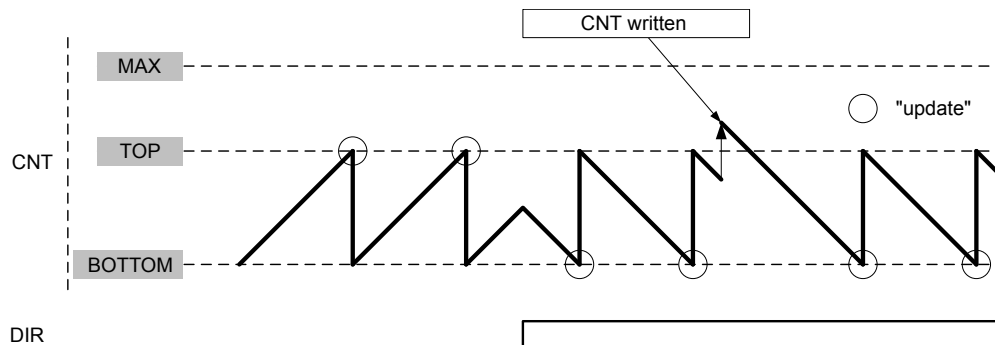 CNT written
MAX
"update"
TOP
CNT
BOTTOM
DIR